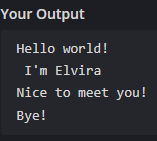 Your Output
Hello world!
 I'm Elvira
Nice to meet you!
Bye!